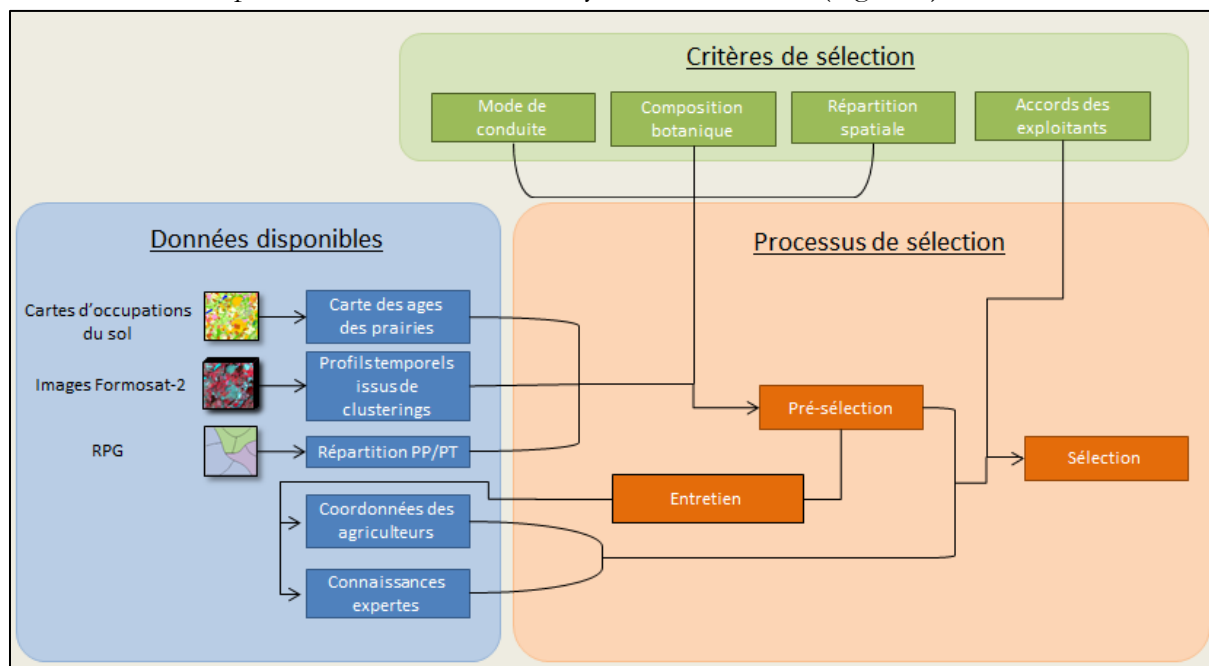 Critères de sélection
Mode de
conduite
Composition
botanique
Répartition
spatiale
Accords des
exploitants
Données disponibles
Cartes d'occupations
du sol
Carte des ages
des prairies
Images Formosat-2
Profils temporels
issus de
clusterings
RPG
Répartition PP/PT
Coordonnées des
agriculteurs
Connaissances
expertes
Processus de sélection
Pré-sélection
Entretien
Sélection